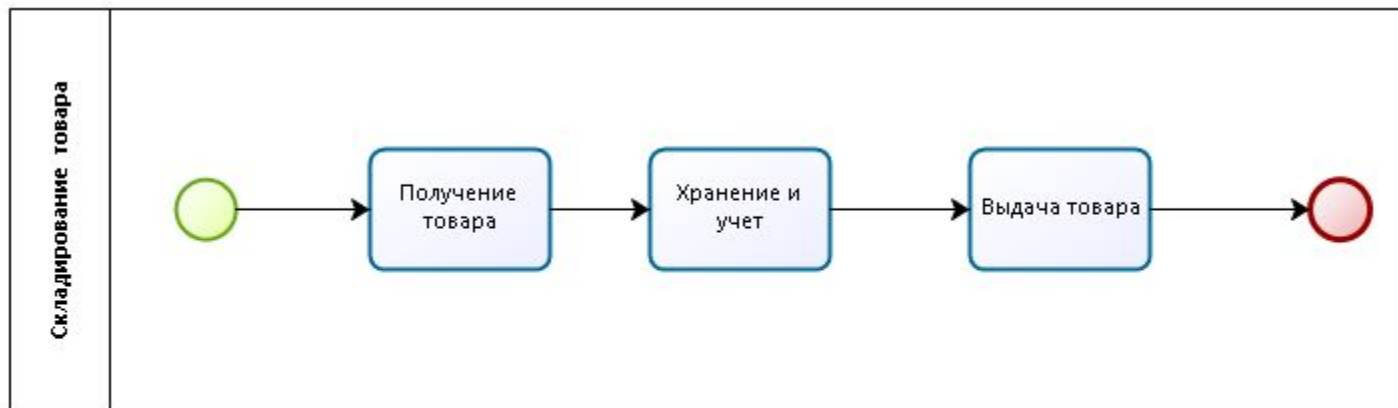 Складирование товара
Получение
товара
Хранение и
учет
Выдача товара